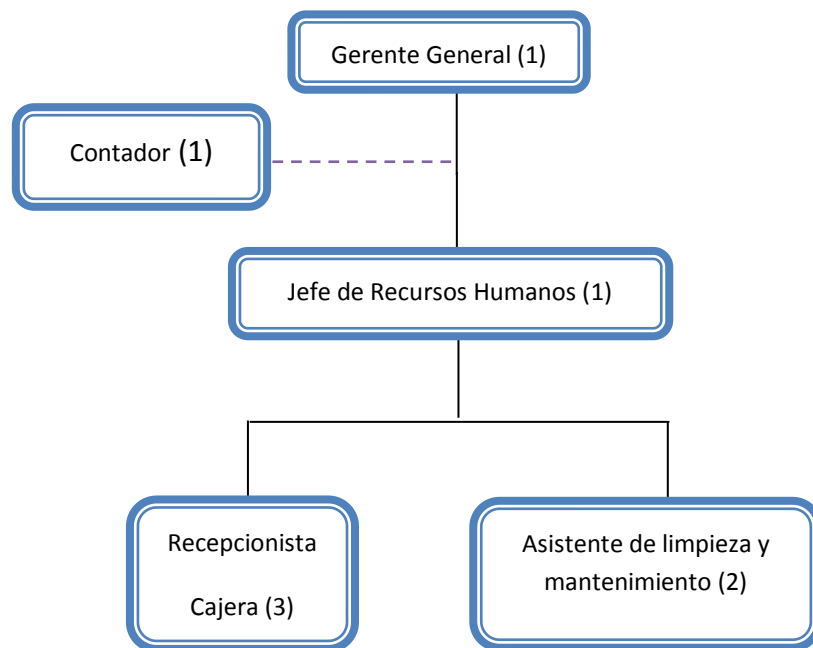 Gerente General (1)
Contador (1)
Jefe de Recursos Humanos (1)
Recepcionista
Cajera (3)
Asistente de limpieza y
mantenimiento (2)